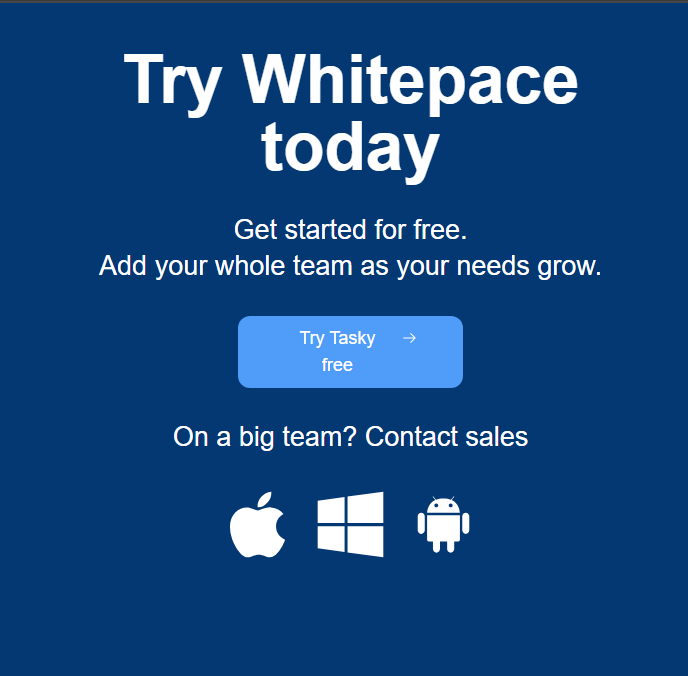 Try Whitepace
today
Get started for free.
Add your whole team as your needs grow.
Try Tasky →
free
On a big team? Contact sales